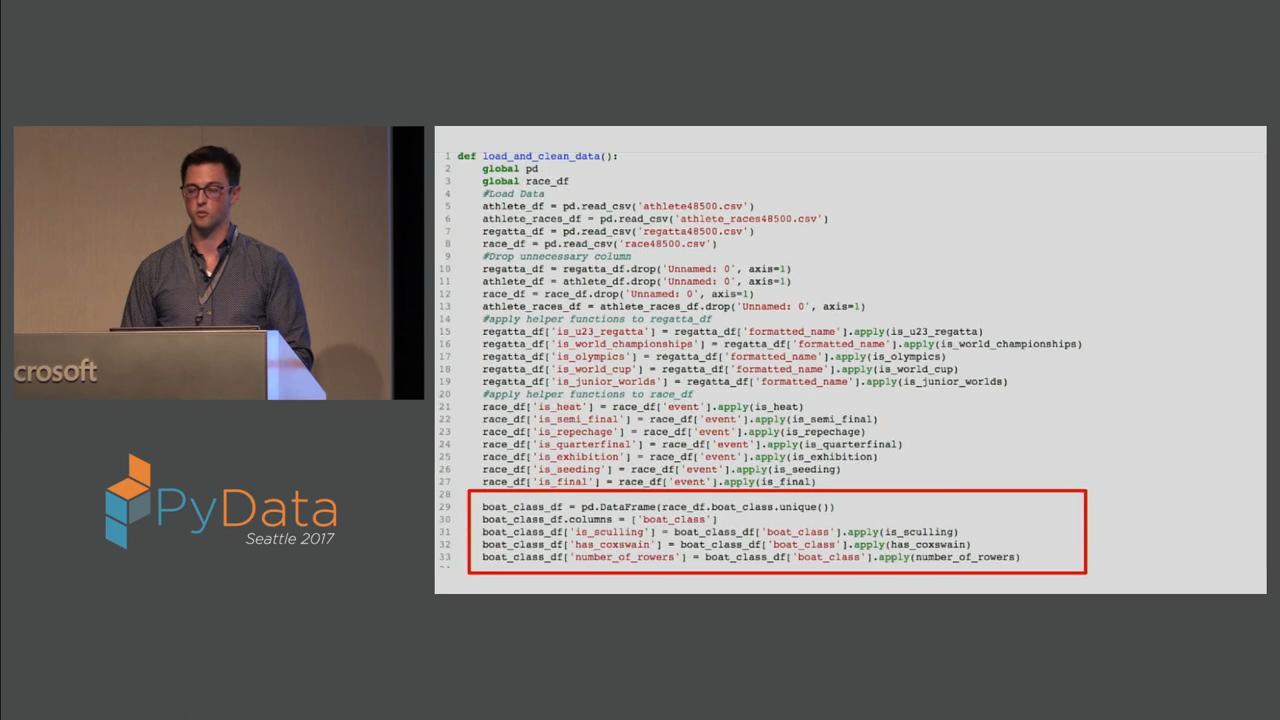 crosoft
PyData
Seattle 2017
1 def load_and_clean_data():
2 global pd
3 global race_df
4 #Load Data
5 athlete_df = pd.read_csv('athlete48500.csv')
6 athlete_races_df = pd.read_csv('athlete_races48500.csv')
7 regatta_df = pd.read_csv('regatta48500.csv')
8 race_df = pd.read_csv('race48500.csv')
9 #Drop unnecessary column
10 regatta_df = regatta_df.drop('Unnamed: 0', axis=1)
11 athlete_df = athlete_df.drop('Unnamed: 0', axis=1)
12 race_df = race_df.drop('Unnamed: 0', axis=1)
13 athlete_races_df = athlete_races_df.drop('Unnamed: 0', axis=1)
14 #apply helper functions to regatta_df
15 regatta_df['is_u23_regatta'] = regatta_df['formatted_name'].apply(is_u23_regatta)
16 regatta_df['is_world_championships'] = regatta_df['formatted_name'].apply(is_world_championships)
17 regatta_df['is_olympics'] = regatta_df['formatted_name'].apply(is_olympics)
18 regatta_df['is_world_cup'] = regatta_df['formatted_name'].apply(is_world_cup)
19 regatta_df['is_junior_worlds'] = regatta_df['formatted_name'].apply(is_junior_worlds)
20 #apply helper functions to race_df
21 race_df['is_heat'] = race_df['event'].apply(is_heat)
22 race_df['is_semi_final'] = race_df['event'].apply(is_semi_final)
23 race_df['is_repechage'] = race_df['event'].apply(is_repechage)
24 race_df['is_quarterfinal'] = race_df['event'].apply(is_quarterfinal)
25 race_df['is_exhibition'] = race_df['event'].apply(is_exhibition)
26 race_df['is_seeding'] = race_df['event'].apply(is_seeding)
27 race_df['is_final'] = race_df['event'].apply(is_final)
28
29 boat_class_df = pd.DataFrame(race_df.boat_class.unique())
30 boat_class_df.columns = ['boat_class']
31 boat_class_df['is_sculling'] = boat_class_df['boat_class'].apply(is_sculling)
32 boat_class_df['has_coxswain'] = boat_class_df['boat_class'].apply(has_coxswain)
33 boat_class_df['number_of_rowers'] = boat_class_df['boat_class'].apply(number_of_rowers)